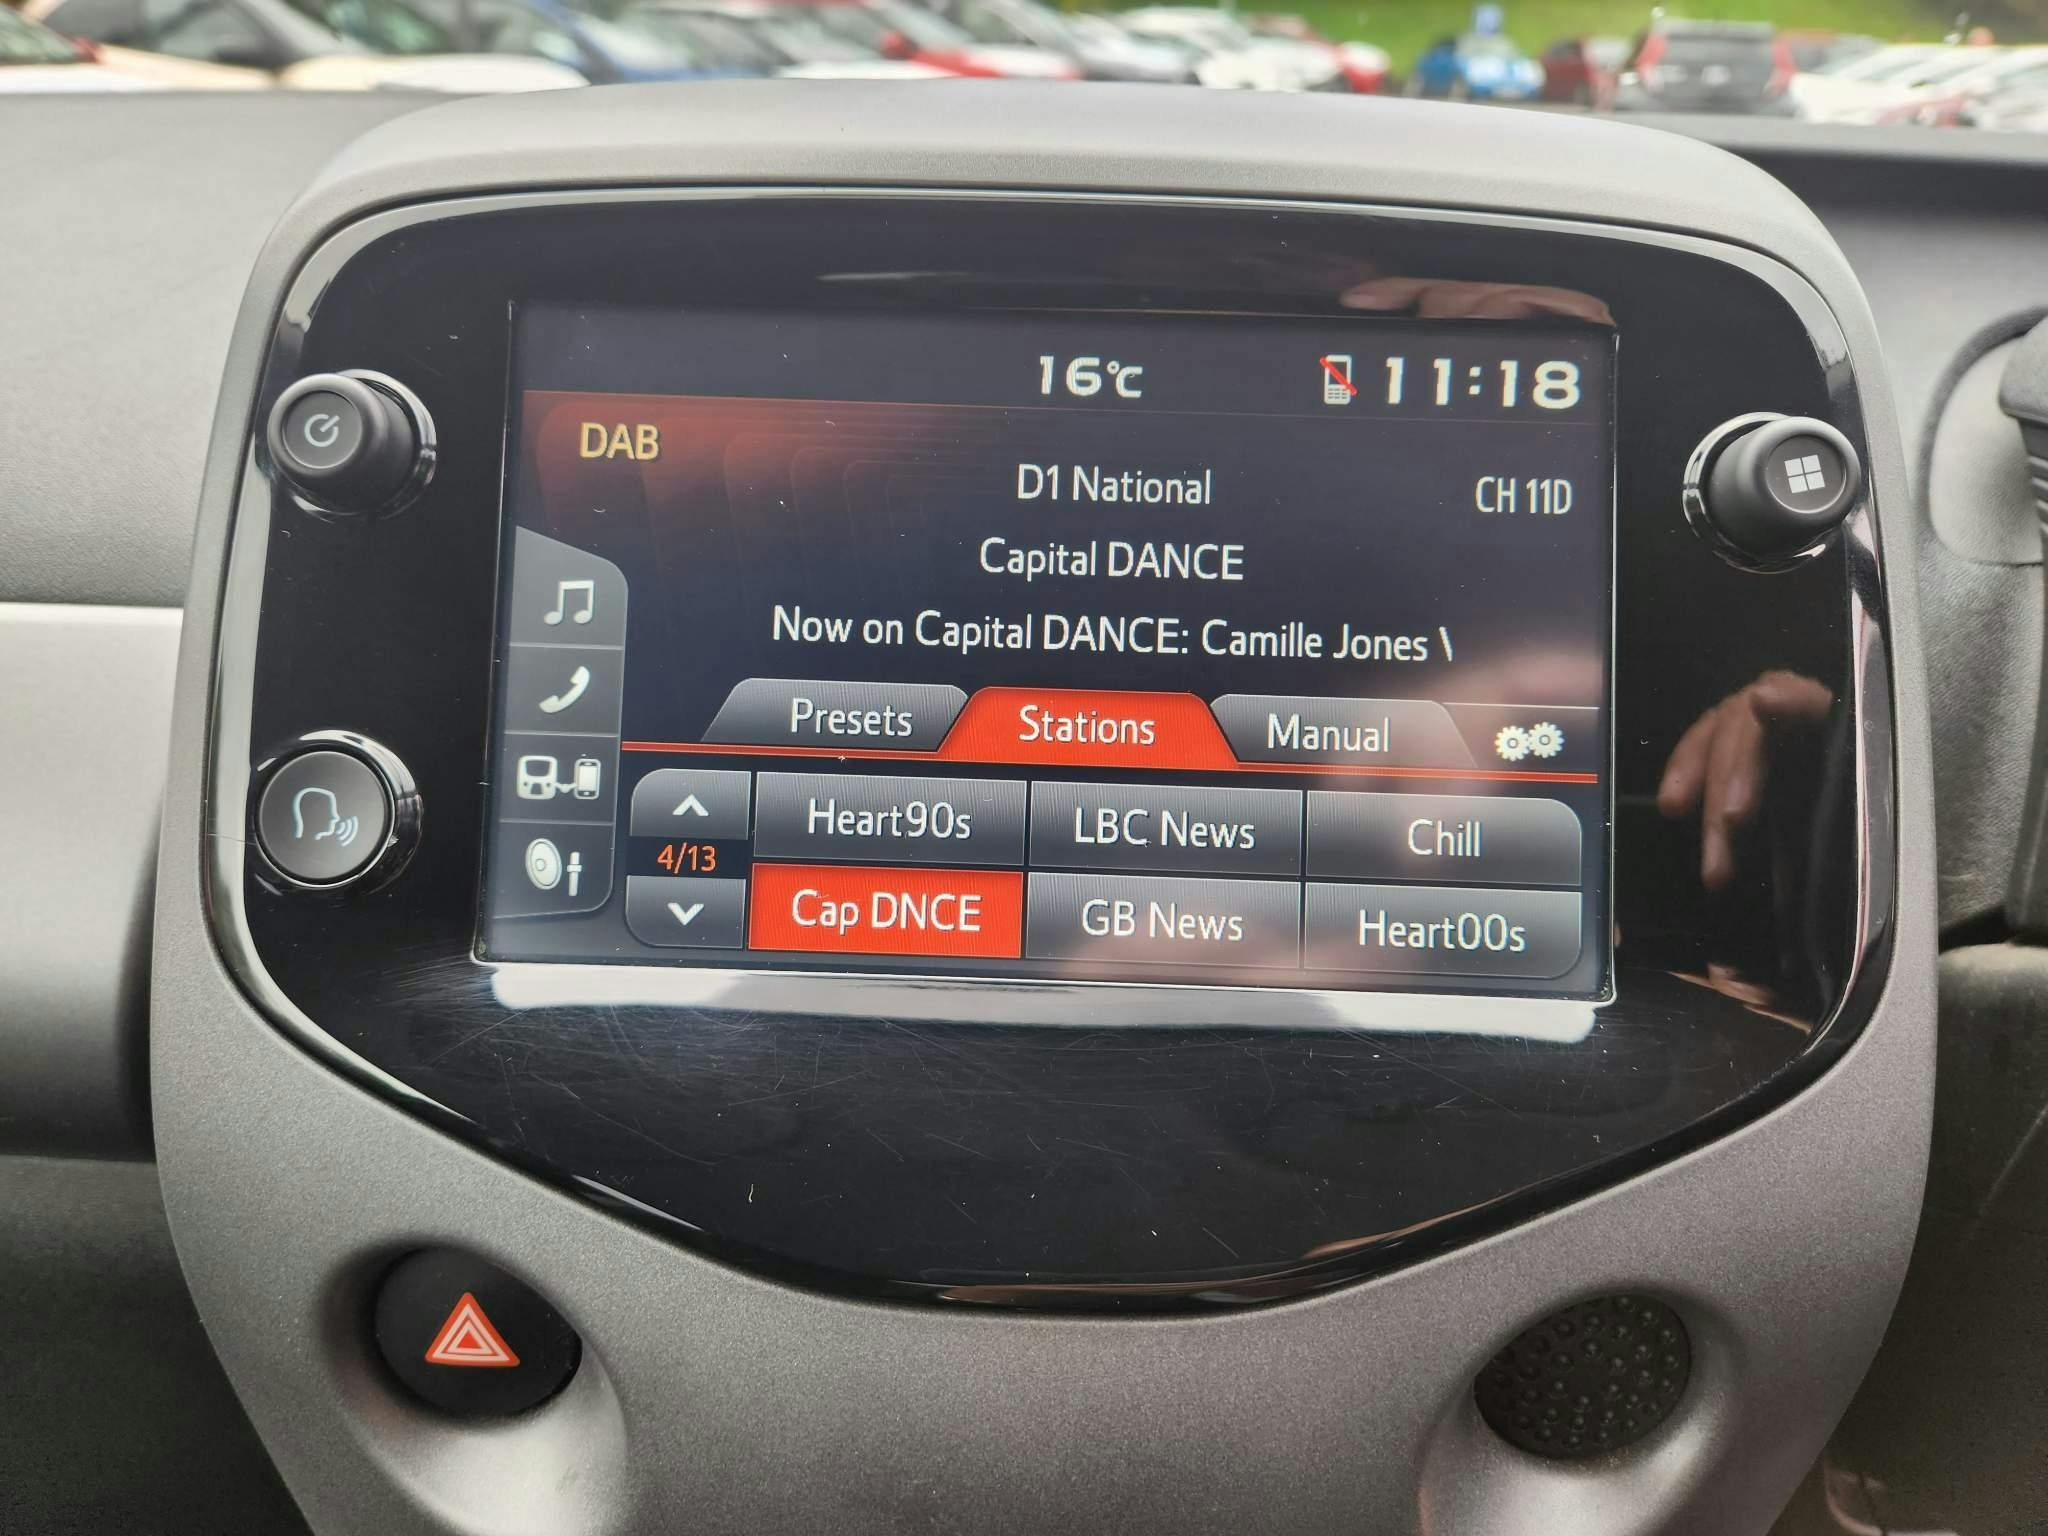 16°C 11:18
DAB
D1 National CH 11D
Capital DANCE
Now on Capital DANCE: Camille Jones \
Presets Stations Manual
Heart90s LBC News Chill
4/13
Cap DNCE GB News Heart00s